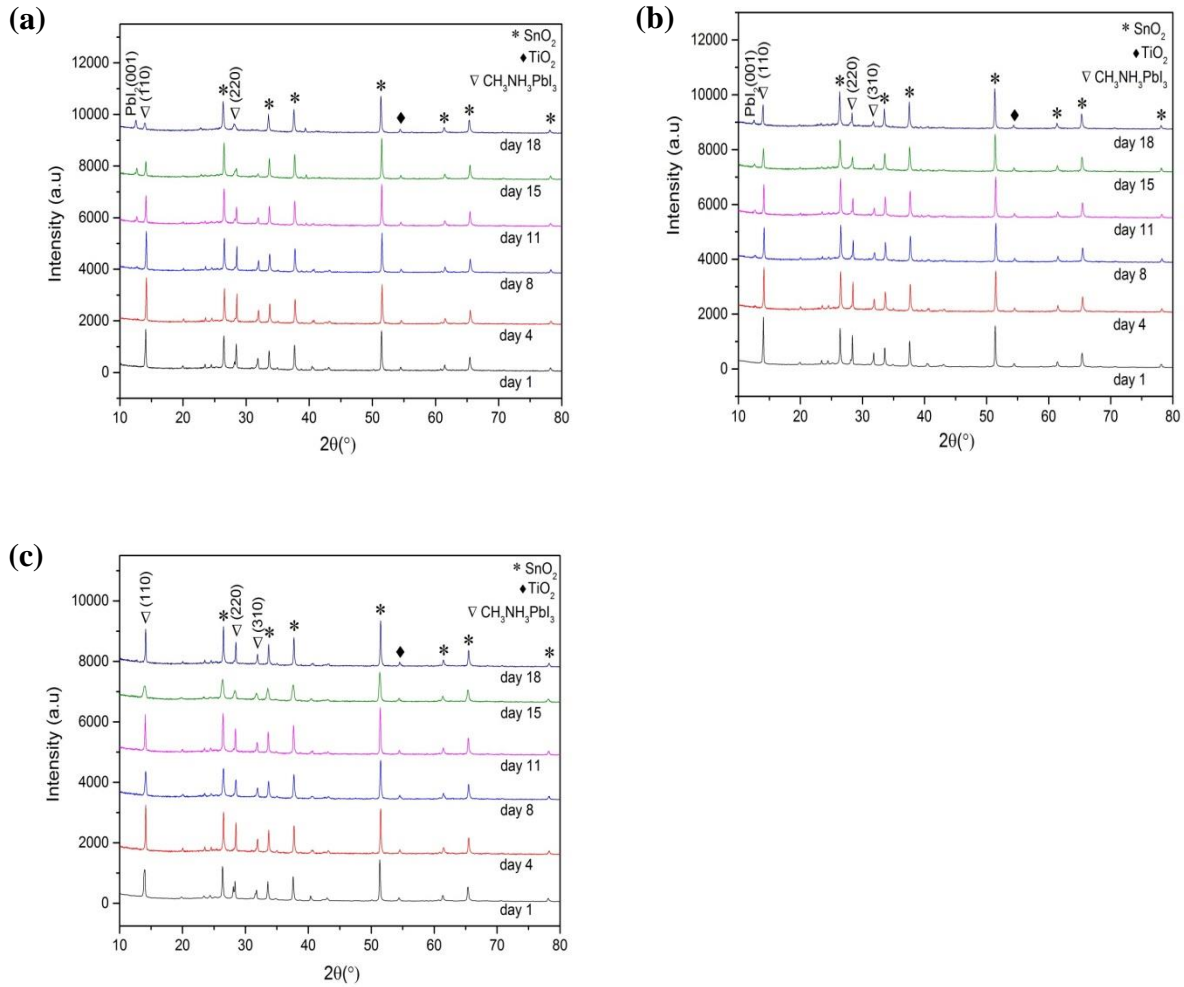 (a)
* SnO2
♦ TiO2
▽ CH3NH3PbI3
PbI2(001)
▽ (110)
*
▽ (220)
*
*
*
♦
*
*
*
day 18
day 15
day 11
day 8
day 4
day 1
12000
10000
8000
6000
4000
2000
0
Intensity (a.u)
10 20 30 40 50 60 70 80
2θ(°)
(b)
* SnO2
♦ TiO2
▽ CH3NH3PbI3
PbI2(001)
▽ (110)
*
▽ (220)
▽ (310)
*
*
*
♦
*
*
*
day 18
day 15
day 11
day 8
day 4
day 1
12000
10000
8000
6000
4000
2000
0
Intensity (a.u)
10 20 30 40 50 60 70 80
2θ(°)
(c)
* SnO2
♦ TiO2
▽ CH3NH3PbI3
▽ (110)
*
▽ (220)
▽ (310)
*
*
*
♦
*
*
*
day 18
day 15
day 11
day 8
day 4
day 1
10000
8000
6000
4000
2000
0
Intensity (a.u)
10 20 30 40 50 60 70 80
2θ(°)